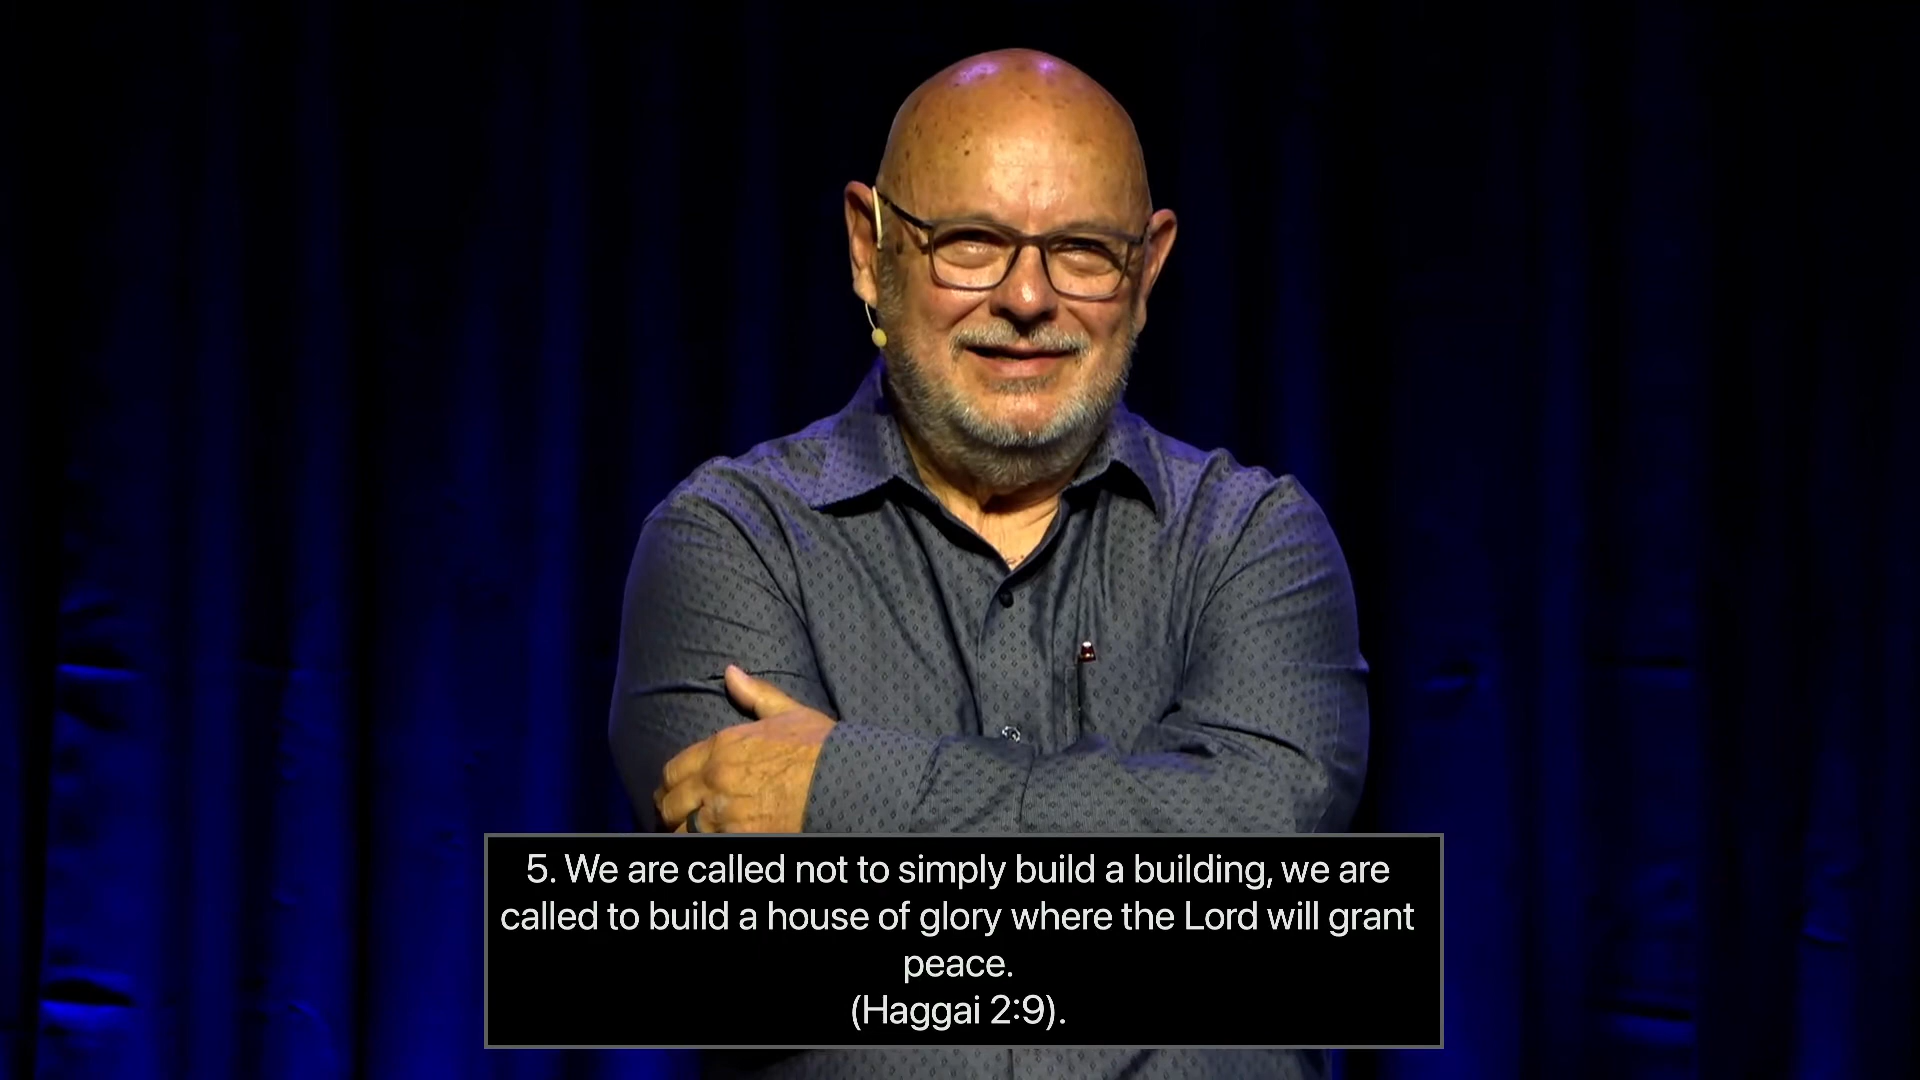 5. We are called not to simply build a building, we are
called to build a house of glory where the Lord will grant
peace.
(Haggai 2:9).